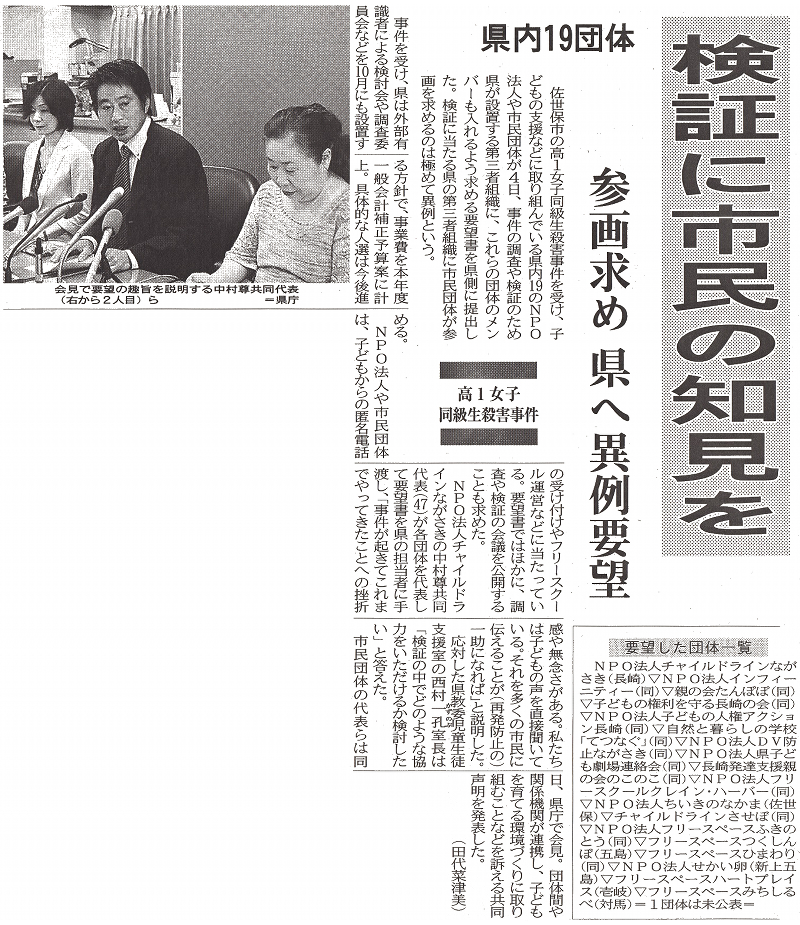 検証に市民の知見を
参画求め 県へ異例要望
県内19団体
佐世保市の高1女子同級生殺害事件を受け、子
どもの支援などに取り組んでいる県内19のNPO
法人や市民団体が4日、事件の調査や検証のため
県が設置する第三者組織に、これらの団体のメン
バーも入れるよう求める要望書を県側に提出し
た。検証に当たる県の第三者組織に市民団体が参
画を求めるのは極めて異例という。
高1女子
同級生殺害事件
会見で要望の趣旨を説明する中村尊共同代表
(右から2人目)ら
=県庁
事件を受け、県は外部有
識者による検討会や調査委
員会などを10月にも設置す
る方針で、事業費を本年度
一般会計補正予算案に計
上。具体的な人選は今後進
める。
NPO法人や市民団体
は、子どもからの匿名電話
の受け付けやフリースクー
ル運営などに当たってい
る。要望書ではほかに、調
査や検証の会議を公開する
ことも求めた。
NPO法人チャイルドラ
インながさきの中村尊共同
代表(47)が各団体を代表し
て要望書を県の担当者に手
渡し、「事件が起きてこれま
でやってきたことへの挫折
感や無念さがある。私たち
は子どもの声を直接聞いて
いる。それを多くの市民に
伝えることが(再発防止の)
一助になれば」と説明した。
応対した県教委児童生徒
支援室の西村一孔室長は
「検証の中でどのような協
力をいただけるか検討した
い」と答えた。
市民団体の代表らは同
日、県庁で会見。団体間や
関係機関が連携し、子ども
を育てる環境づくりに取り
組むことなどを訴える共同
声明を発表した。
(田代菜津美)
要望した団体一覧
NPO法人チャイルドラインなが
さき(長崎)▽NPO法人インフィー
ニティー(同)▽親の会たんぽぽ(同)
▽子どもの権利を守る長崎の会(同)
▽NPO法人子どもの人権アクショ
ン長崎(同)▽自然と暮らしの学校
「てつなぐ」(同)▽NPO法人DV防
止ながさき(同)▽NPO法人県子ど
も劇場連絡会(同)▽長崎発達支援親
の会のこのこ(同)▽NPO法人フリ
ースクールクレイン・ハーバー(同)
▽NPO法人ちいきのなかま(佐世
保)▽チャイルドラインさせぼ(同)
▽NPO法人フリースペースふきの
とう(同)▽フリースペースつくしん
ぼ(五島)▽フリースペースひまわり
(同)▽NPO法人せかい卵(新上五
島)▽フリースペースハートプレイ
ス(壱岐)▽フリースペースみちしる
べ(対馬)=1団体は未公表=